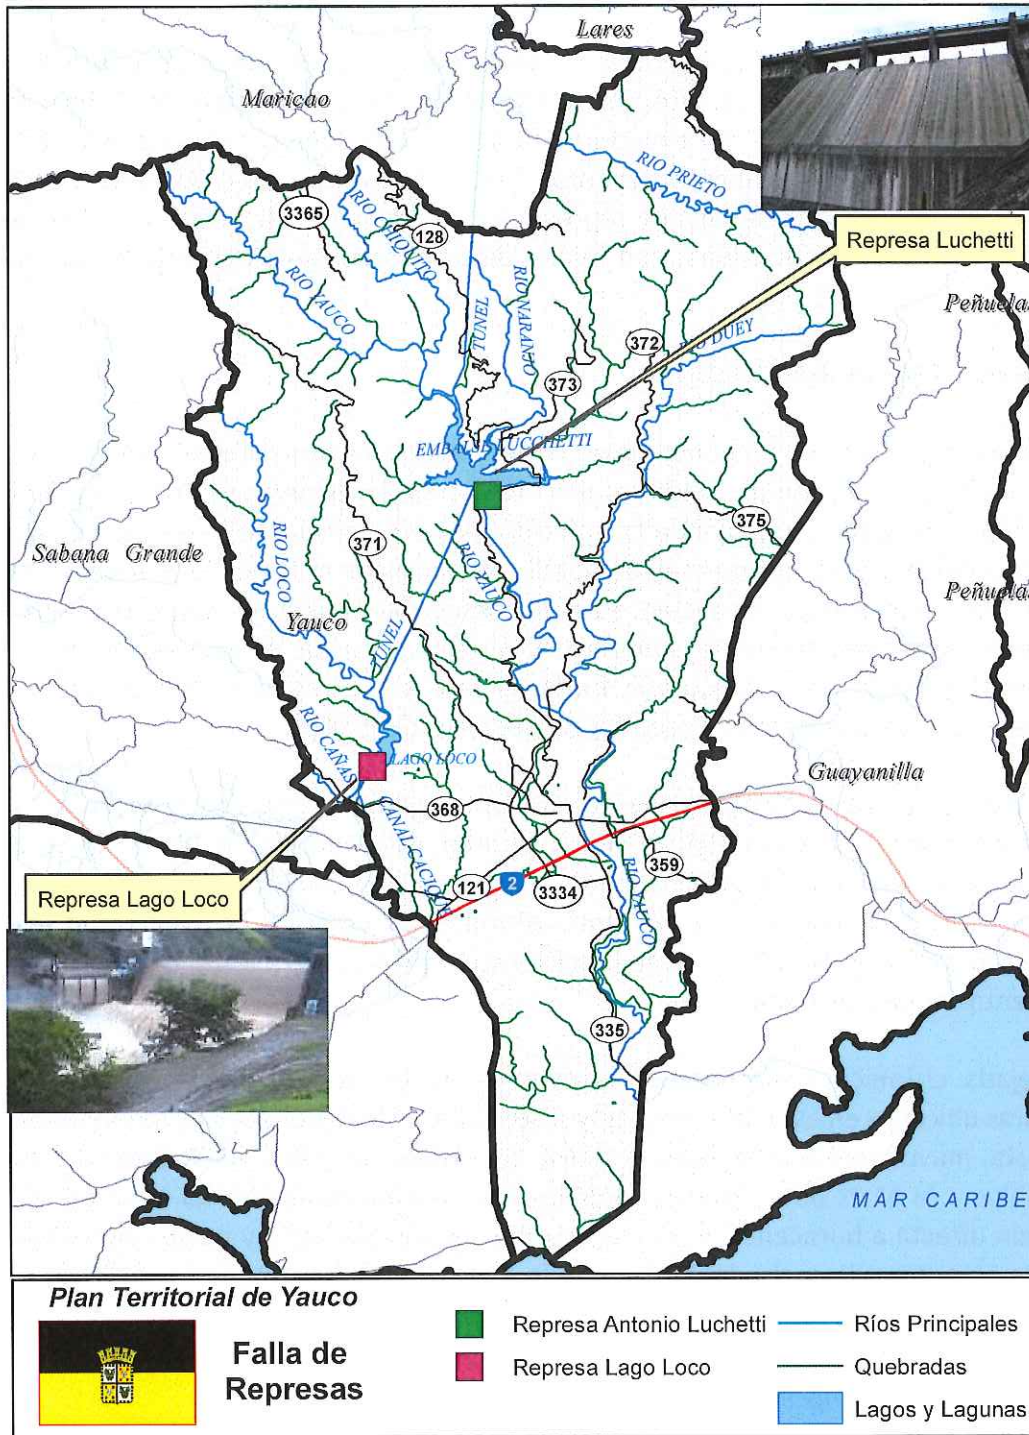 Lares
Maricao
RIO PRIETO
3365
RIO CHIQUITO
128
Represa Luchetti
RIO YAUCO
TUNEL
RIO NARANJO
Peñuelas
372
RIO DUEY
373
EMBALSE LUCCHETTI
375
RIO LOCO
371
Sabana Grande
RIO YAUCO
Peñuelas
Yauco
TUNEL
RIO CAÑAS
LAGO LOCO
Guayanilla
368
CANAL CACIQUE
359
121
2
3334
RIO YAUCO
Represa Lago Loco
335
MAR CARIBE
Plan Territorial de Yauco
Falla de
Represas
Represa Antonio Luchetti
Represa Lago Loco
Ríos Principales
Quebradas
Lagos y Lagunas